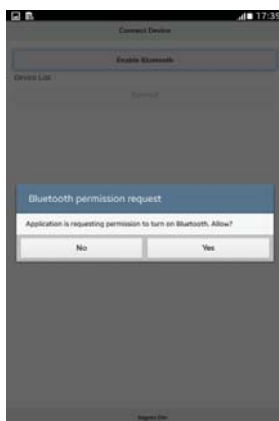 17:39
Connect Device
Enable Bluetooth
Device List
Bluetooth permission request
Application is requesting permission to turn on Bluetooth. Allow?
No
Yes